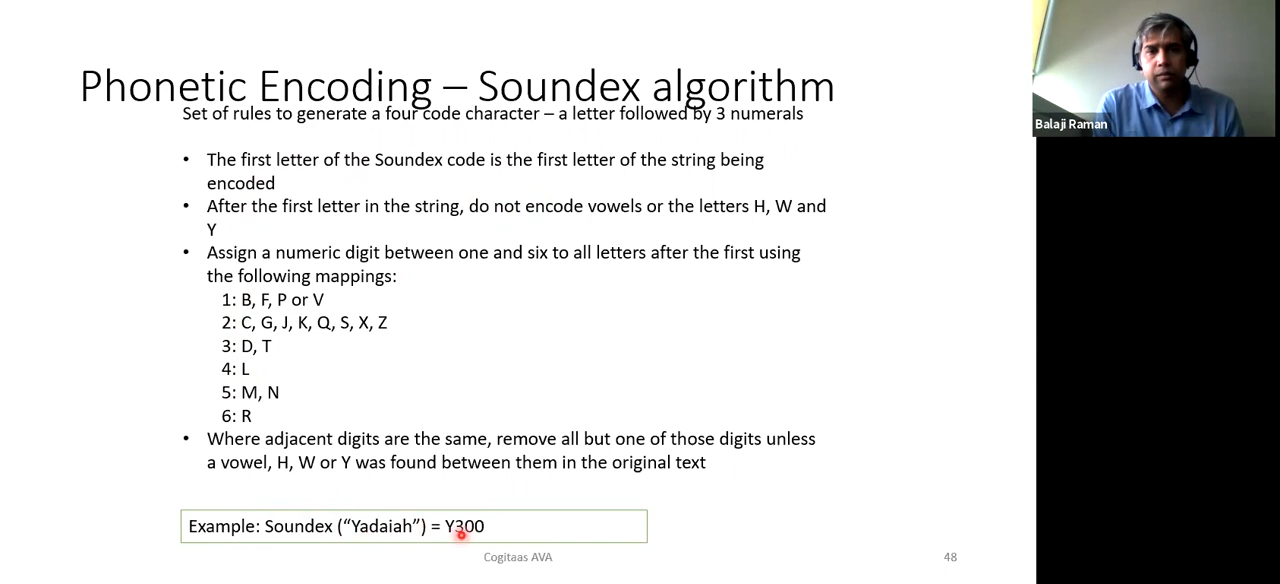 Phonetic Encoding – Soundex algorithm
Set of rules to generate a four code character – a letter followed by 3 numerals
• The first letter of the Soundex code is the first letter of the string being
encoded
• After the first letter in the string, do not encode vowels or the letters H, W and
Y
• Assign a numeric digit between one and six to all letters after the first using
the following mappings:
1: B, F, P or V
2: C, G, J, K, Q, S, X, Z
3: D, T
4: L
5: M, N
6: R
• Where adjacent digits are the same, remove all but one of those digits unless
a vowel, H, W or Y was found between them in the original text
Example: Soundex (“Yadaiah”) = Y300
Cogitaas AVA
48
Balaji Raman